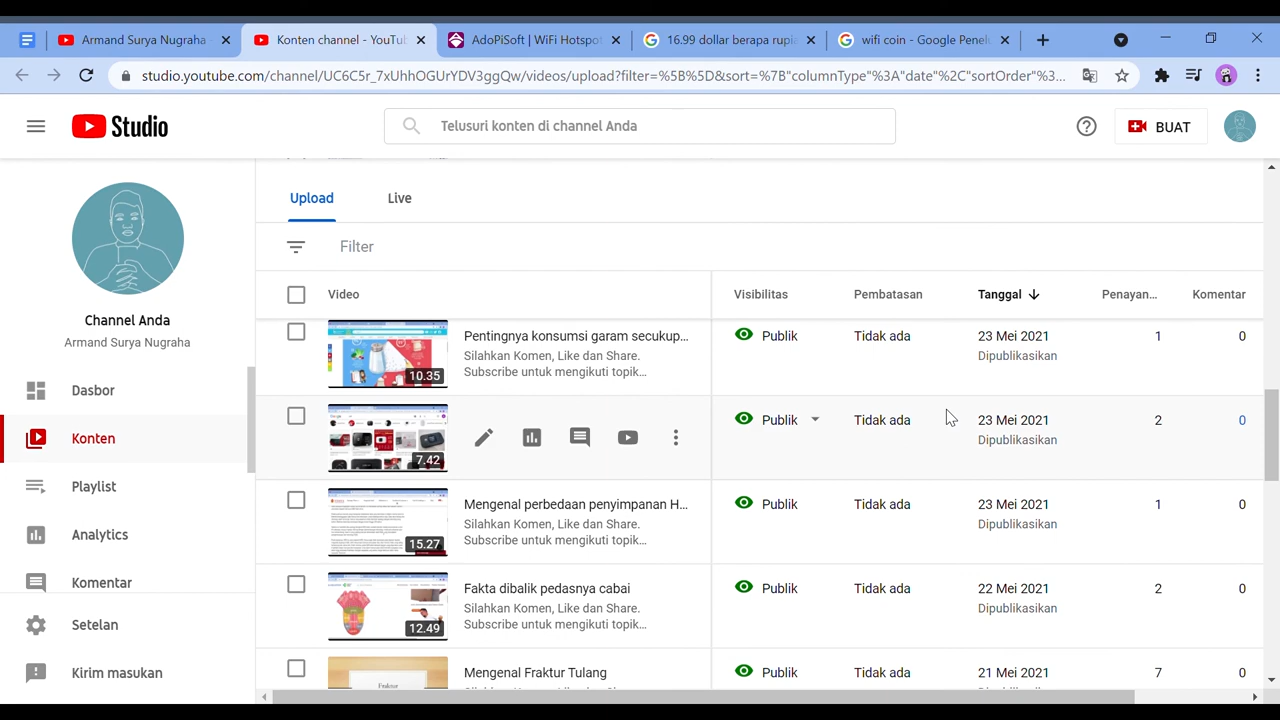 Armand Surya Nugraha -
Konten channel - YouTu
AdoPiSoft | WiFi Hotspot
16.99 dollar berapa rupi
wifi coin - Google Penelu
studio.youtube.com/channel/UC6C5r_7xUhhOGUrYDV3ggQw/videos/upload?filter=%5B%5D&sort=%7B"columnType"%3A"date"%2C"sortOrder"%3...
Studio
Telusuri konten di channel Anda
BUAT
Upload
Live
Filter
Channel Anda
Armand Surya Nugraha
Dasbor
Konten
Playlist
Analytics
Komentar
Setelan
Kirim masukan
Video
Visibilitas
Pembatasan
Tanggal
Penayan...
Komentar
10.35
Pentingnya konsumsi garam secukup...
Silahkan Komen, Like dan Share.
Subscribe untuk mengikuti topik...
Publik
Tidak ada
23 Mei 2021
Dipublikasikan
1
0
7.42
Publik
Tidak ada
23 Mei 2021
Dipublikasikan
2
0
15.27
Mengenal perbedaan penyimpanan H...
Silahkan Komen, Like dan Share.
Subscribe untuk mengikuti topik...
Publik
Tidak ada
23 Mei 2021
Dipublikasikan
1
0
12.49
Fakta dibalik pedasnya cabai
Silahkan Komen, Like dan Share.
Subscribe untuk mengikuti topik...
Publik
Tidak ada
22 Mei 2021
Dipublikasikan
2
0
Fraktur
Mengenal Fraktur Tulang
Publik
Tidak ada
21 Mei 2021
7
0